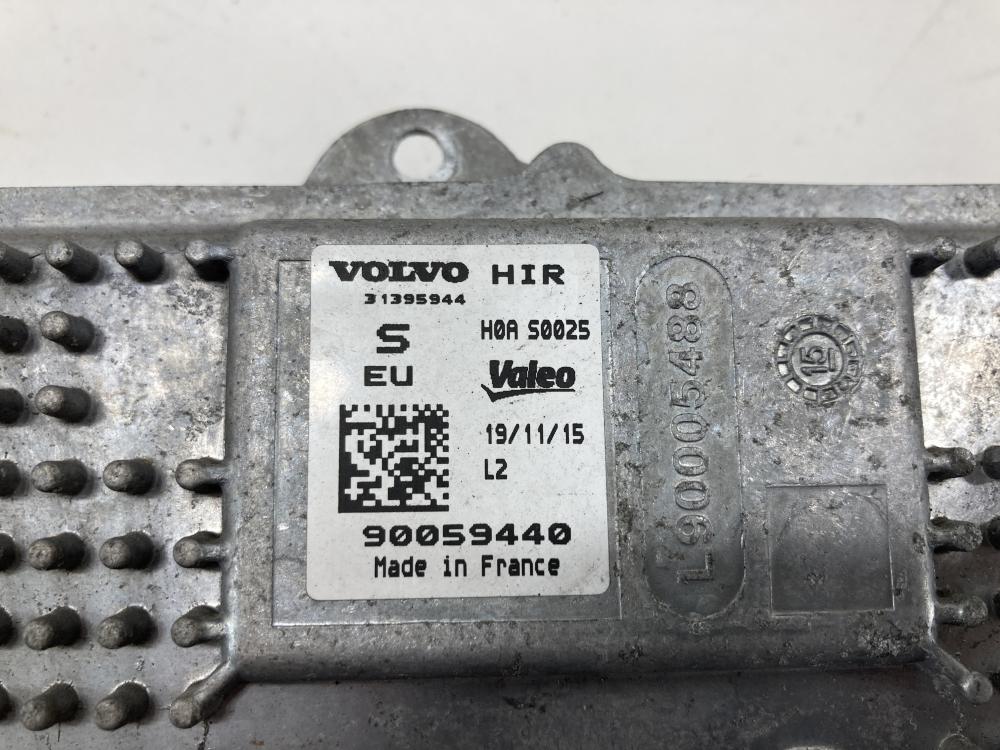 VOLVO HIR
31395944
S
H0A S0025
EU
Valeo
19/11/15
L2
90059440
Made in France
L90005488
15